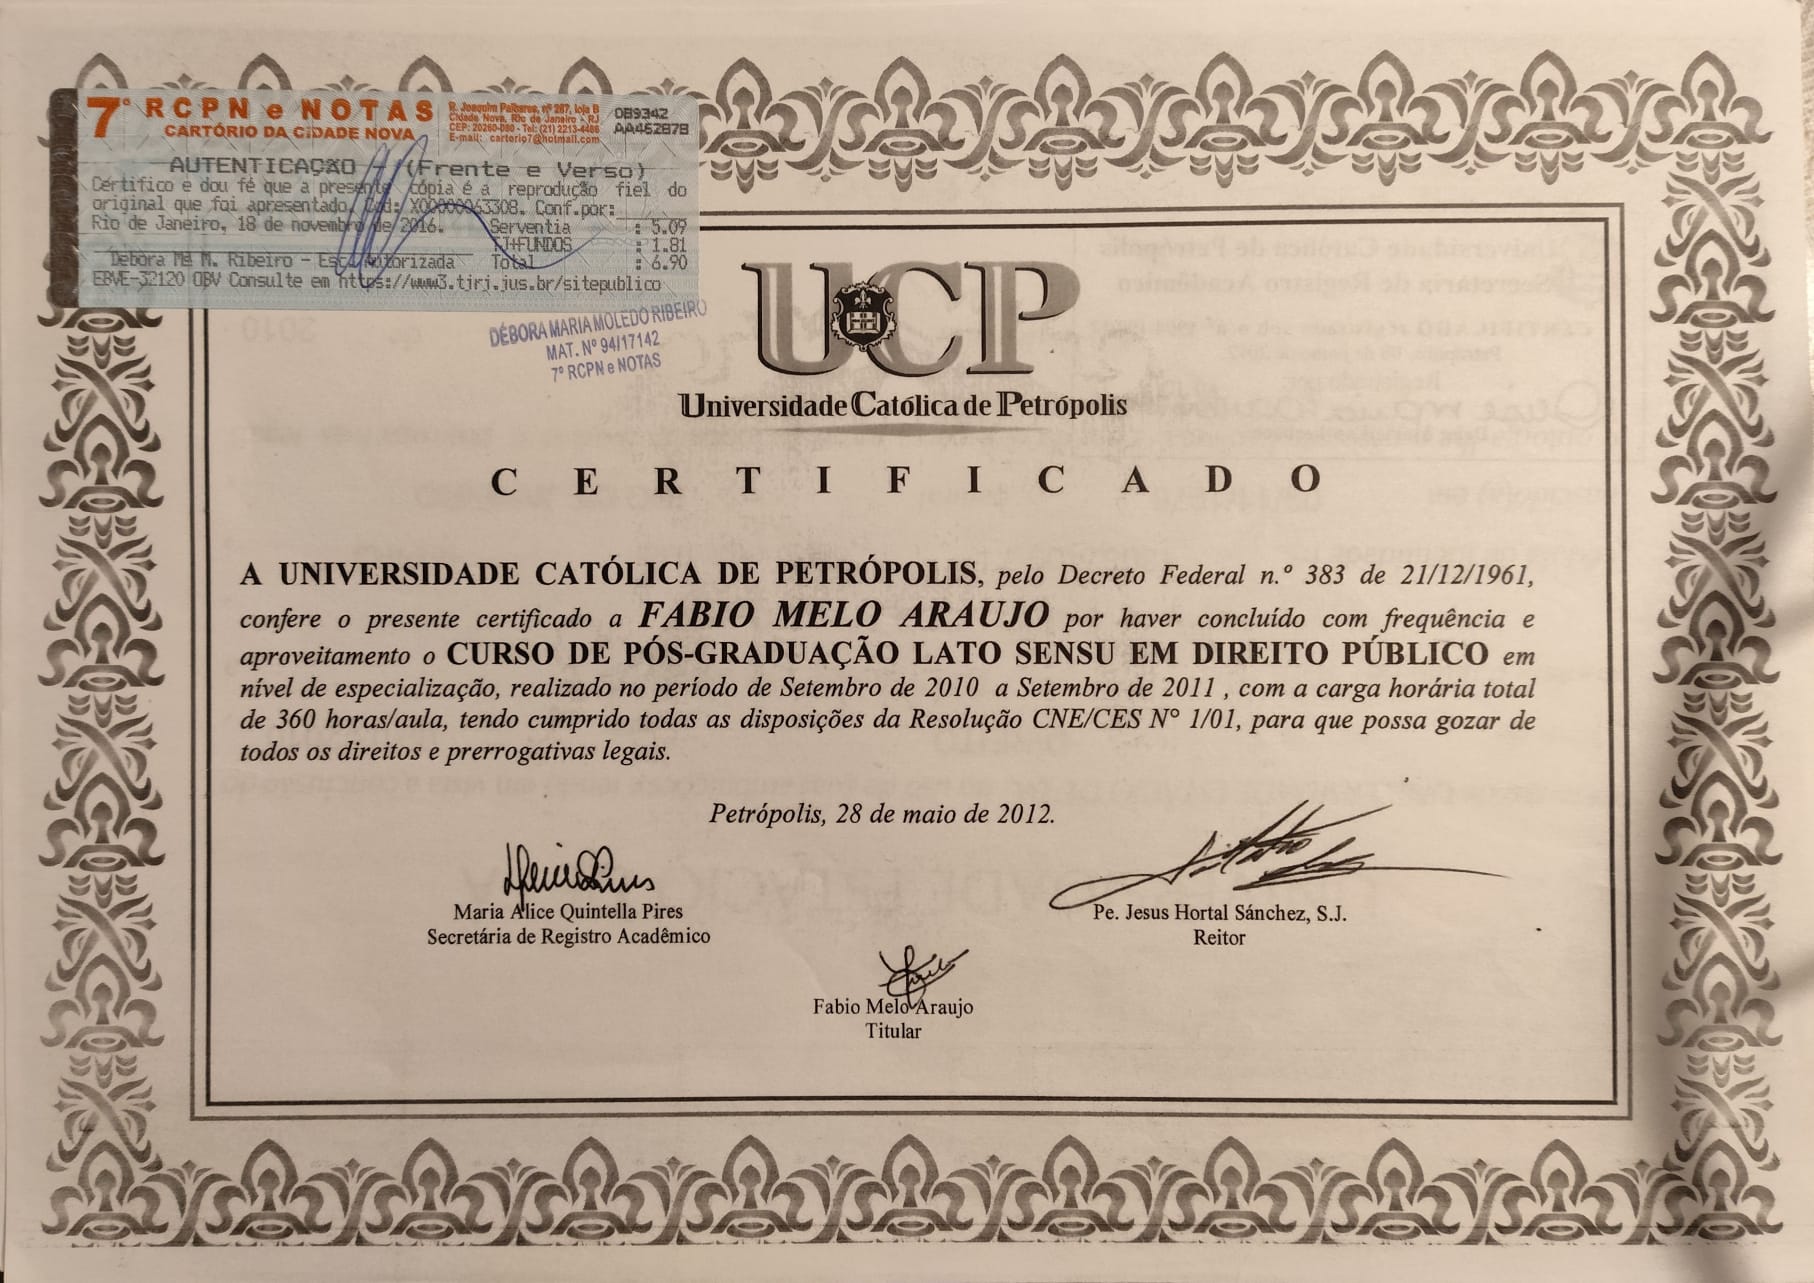 7º RCPN e NOTAS
CARTÓRIO DA CIDADE NOVA
R. Joaquim Palhares, nº 267, loja B
Cidade Nova, Rio de Janeiro - RJ
CEP: 20260-080 - Tel: (21) 2213-4466
E-mail: cartorio7@hotmail.com
089342
AA452878
AUTENTICAÇÃO (Frente e Verso)
Certifico e dou fé que a presente cópia é a reprodução fiel do
original que foi apresentado. Cod: X00000063308. Conf.por:
Rio de Janeiro, 18 de novembro de 2016. Serventia : 5.09
TJ+FUNDOS : 1.81
Débora Mª M. Ribeiro - Esc. Autorizada Total : 6.90
EBVE-32120 OBV Consulte em https://www3.tjrj.jus.br/sitepublico
DÉBORA MARIA MOLEDO RIBEIRO
MAT. Nº 94/17142
7º RCPN e NOTAS
UCP
Universidade Católica de Petrópolis
CERTIFICADO
A UNIVERSIDADE CATÓLICA DE PETRÓPOLIS, pelo Decreto Federal n.º 383 de 21/12/1961,
confere o presente certificado a FABIO MELO ARAUJO por haver concluído com frequência e
aproveitamento o CURSO DE PÓS-GRADUAÇÃO LATO SENSU EM DIREITO PÚBLICO em
nível de especialização, realizado no período de Setembro de 2010 a Setembro de 2011 , com a carga horária total
de 360 horas/aula, tendo cumprido todas as disposições da Resolução CNE/CES N° 1/01, para que possa gozar de
todos os direitos e prerrogativas legais.
Petrópolis, 28 de maio de 2012.
Maria Alice Quintella Pires
Secretária de Registro Acadêmico
Pe. Jesus Hortal Sánchez, S.J.
Reitor
Fabio Melo Araujo
Titular